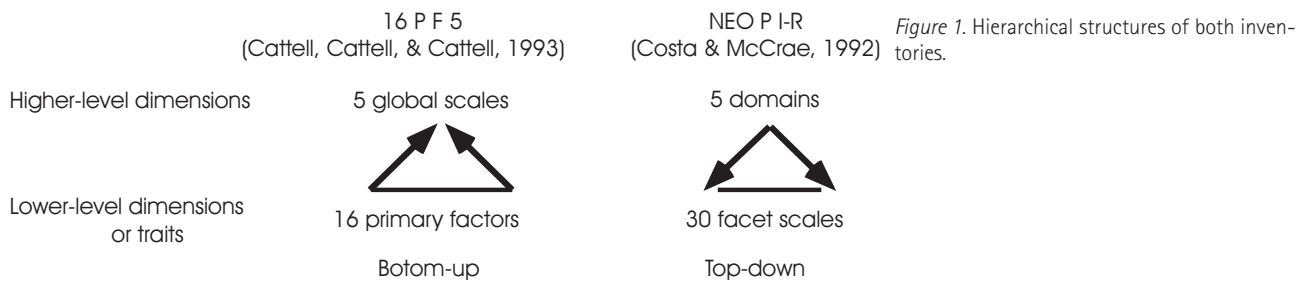 16 P F 5
(Cattell, Cattell, & Cattell, 1993)
NEO P I-R
(Costa & McCrae, 1992)
Figure 1. Hierarchical structures of both inven-
tories.
Higher-level dimensions
5 global scales
5 domains
Lower-level dimensions
or traits
16 primary factors
30 facet scales
Botom-up
Top-down